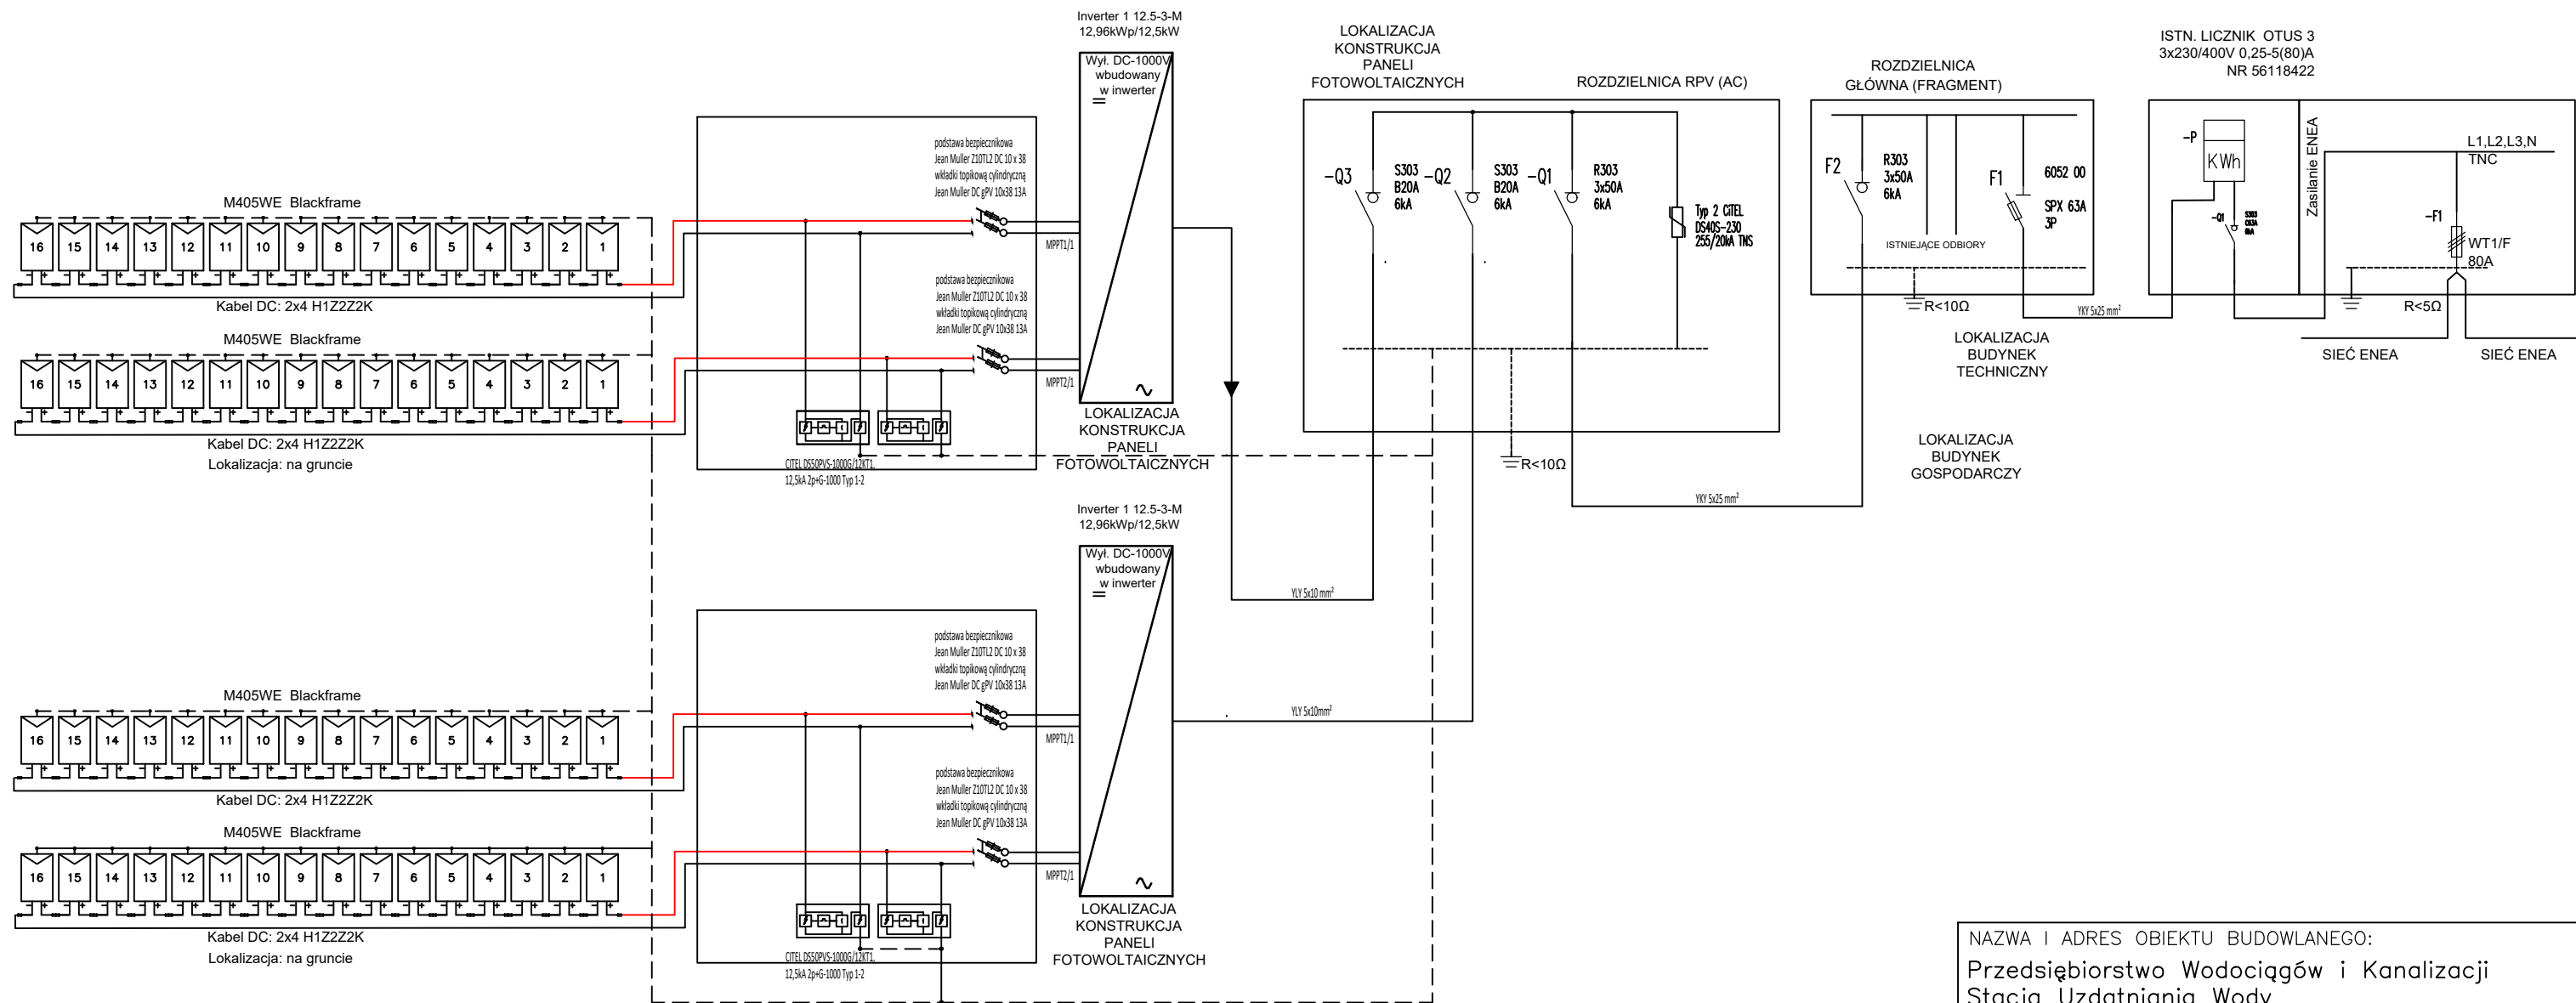 Inverter 1 12.5-3-M
12,96kWp/12,5kW
Wył. DC-1000V
wbudowany
w inwerter
podstawa bezpiecznikowa
Jean Muller Z10TL2 DC 10 x 38
wkładki topikową cylindryczną
Jean Muller DC gPV 10x38 13A
MPPT1/1
podstawa bezpiecznikowa
Jean Muller Z10TL2 DC 10 x 38
wkładki topikową cylindryczną
Jean Muller DC gPV 10x38 13A
MPPT2/1
M405WE Blackframe
16 15 14 13 12 11 10 9 8 7 6 5 4 3 2 1
Kabel DC: 2x4 H1Z2Z2K
M405WE Blackframe
16 15 14 13 12 11 10 9 8 7 6 5 4 3 2 1
Kabel DC: 2x4 H1Z2Z2K
Lokalizacja: na gruncie
CITEL DS50PVS-1000G/12KT1.
12,5kA 2p+G-1000 Typ 1-2
LOKALIZACJA
KONSTRUKCJA
PANELI
FOTOWOLTAICZNYCH
LOKALIZACJA
KONSTRUKCJA
PANELI
FOTOWOLTAICZNYCH
ROZDZIELNICA RPV (AC)
-Q3
S303
B20A
6kA
-Q2
S303
B20A
6kA
-Q1
R303
3x50A
6kA
Typ 2 CITEL
DS40S-230
255/20kA TNS
R<10Ω
YKY 5x25 mm²
YLY 5x10 mm²
YLY 5x10mm²
ROZDZIELNICA
GŁÓWNA (FRAGMENT)
F2
R303
3x50A
6kA
ISTNIEJĄCE ODBIORY
F1
6052 00
SPX 63A
3P
R<10Ω
YKY 5x25 mm²
LOKALIZACJA
BUDYNEK
TECHNICZNY
LOKALIZACJA
BUDYNEK
GOSPODARCZY
ISTN. LICZNIK OTUS 3
3x230/400V 0,25-5(80)A
NR 56118422
-P
KWh
-Q1
S303
C63A
6kA
Zasilanie ENEA
L1,L2,L3,N
TNC
-F1
WT1/F
80A
R<5Ω
SIEĆ ENEA
SIEĆ ENEA
Inverter 1 12.5-3-M
12,96kWp/12,5kW
Wył. DC-1000V
wbudowany
w inwerter
podstawa bezpiecznikowa
Jean Muller Z10TL2 DC 10 x 38
wkładki topikową cylindryczną
Jean Muller DC gPV 10x38 13A
MPPT1/1
podstawa bezpiecznikowa
Jean Muller Z10TL2 DC 10 x 38
wkładki topikową cylindryczną
Jean Muller DC gPV 10x38 13A
MPPT2/1
M405WE Blackframe
16 15 14 13 12 11 10 9 8 7 6 5 4 3 2 1
Kabel DC: 2x4 H1Z2Z2K
M405WE Blackframe
16 15 14 13 12 11 10 9 8 7 6 5 4 3 2 1
Kabel DC: 2x4 H1Z2Z2K
Lokalizacja: na gruncie
CITEL DS50PVS-1000G/12KT1.
12,5kA 2p+G-1000 Typ 1-2
LOKALIZACJA
KONSTRUKCJA
PANELI
FOTOWOLTAICZNYCH
NAZWA I ADRES OBIEKTU BUDOWLANEGO:
Przedsiębiorstwo Wodociągów i Kanalizacji
Stacja Uzdatniania Wody